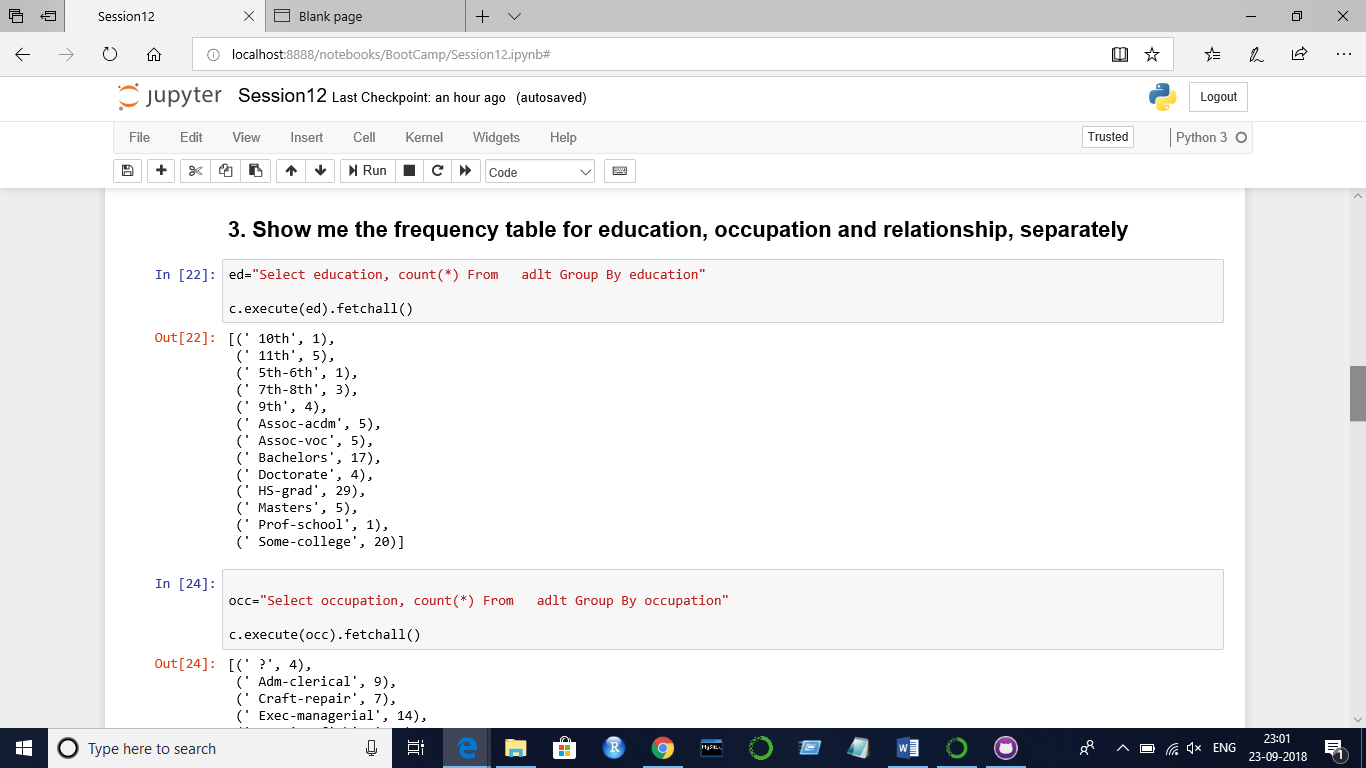 Session12
Blank page
localhost:8888/notebooks/BootCamp/Session12.ipynb#
jupyter Session12 Last Checkpoint: an hour ago (autosaved)
Logout
File Edit View Insert Cell Kernel Widgets Help
Trusted
Python 3
Run
Code
3. Show me the frequency table for education, occupation and relationship, separately
In [22]: ed="Select education, count(*) From   adlt Group By education"
c.execute(ed).fetchall()
Out[22]: [(' 10th', 1),
(' 11th', 5),
(' 5th-6th', 1),
(' 7th-8th', 3),
(' 9th', 4),
(' Assoc-acdm', 5),
(' Assoc-voc', 5),
(' Bachelors', 17),
(' Doctorate', 4),
(' HS-grad', 29),
(' Masters', 5),
(' Prof-school', 1),
(' Some-college', 20)]
In [24]:
occ="Select occupation, count(*) From   adlt Group By occupation"
c.execute(occ).fetchall()
Out[24]: [(' ?', 4),
(' Adm-clerical', 9),
(' Craft-repair', 7),
(' Exec-managerial', 14),
Type here to search
ENG
23:01
23-09-2018